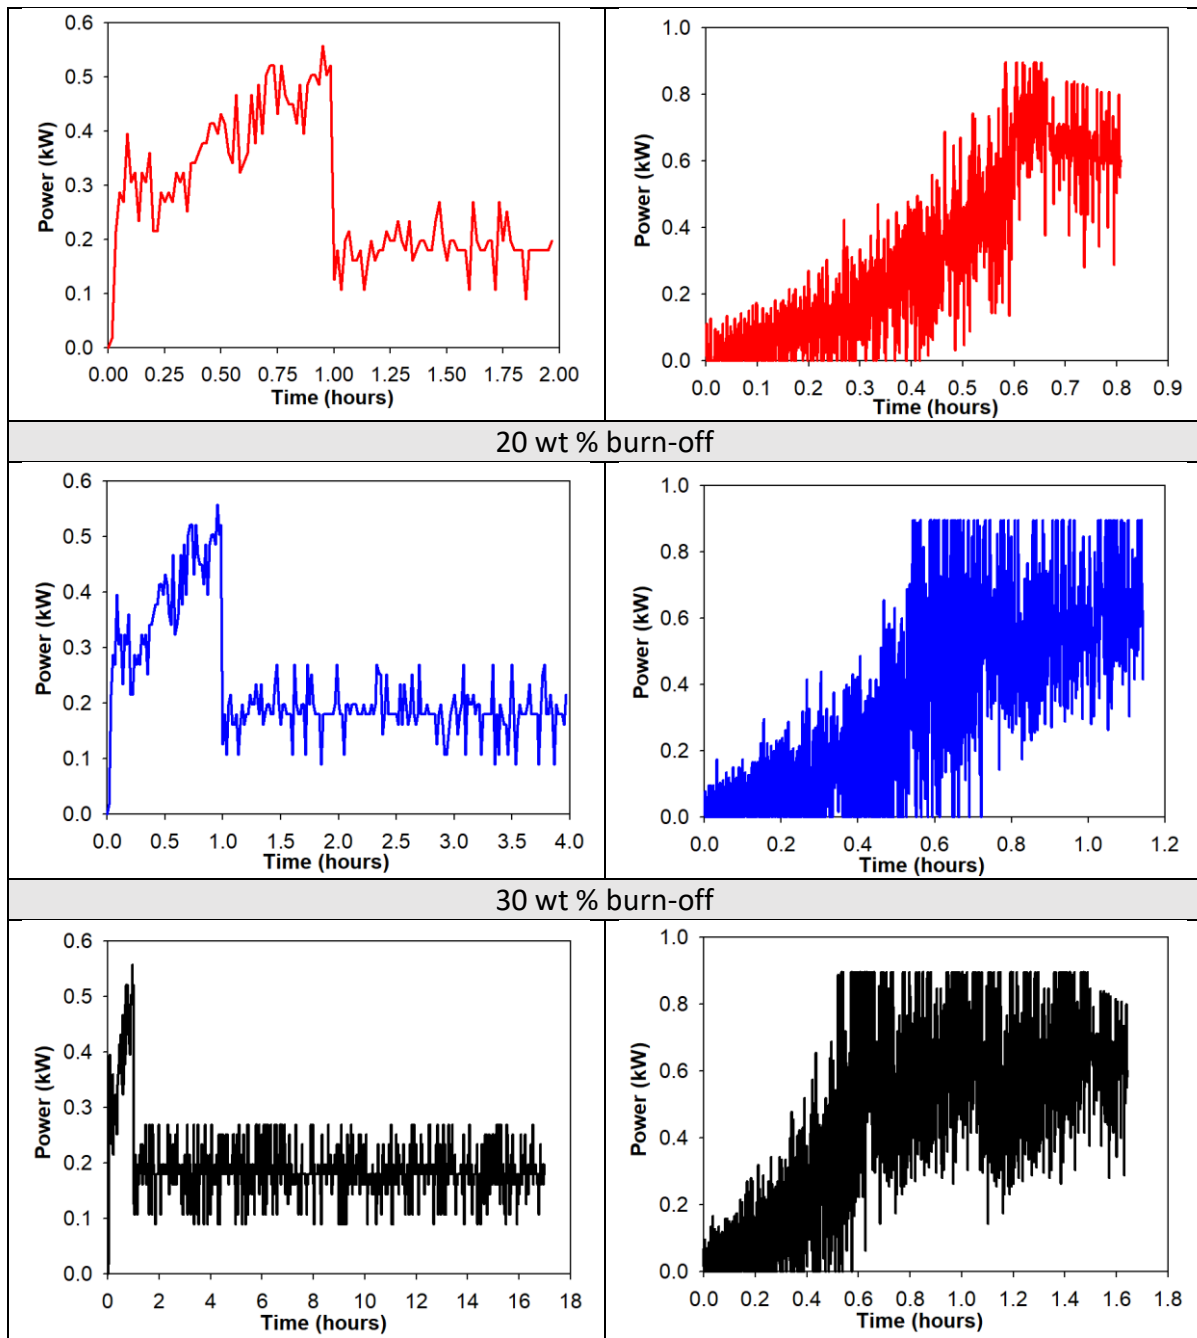 0.6
0.5
0.4
0.3
0.2
0.1
0.0
Power (kW)
0.00 0.25 0.50 0.75 1.00 1.25 1.50 1.75 2.00
Time (hours)
1.0
0.8
0.6
0.4
0.2
0.0
Power (kW)
0.0 0.1 0.2 0.3 0.4 0.5 0.6 0.7 0.8 0.9
Time (hours)
20 wt % burn-off
0.6
0.5
0.4
0.3
0.2
0.1
0.0
Power (kW)
0.0 0.5 1.0 1.5 2.0 2.5 3.0 3.5 4.0
Time (hours)
1.0
0.8
0.6
0.4
0.2
0.0
Power (kW)
0.0 0.2 0.4 0.6 0.8 1.0 1.2
Time (hours)
30 wt % burn-off
0.6
0.5
0.4
0.3
0.2
0.1
0.0
Power (kW)
0 2 4 6 8 10 12 14 16 18
Time (hours)
1.0
0.8
0.6
0.4
0.2
0.0
Power (kW)
0.0 0.2 0.4 0.6 0.8 1.0 1.2 1.4 1.6 1.8
Time (hours)